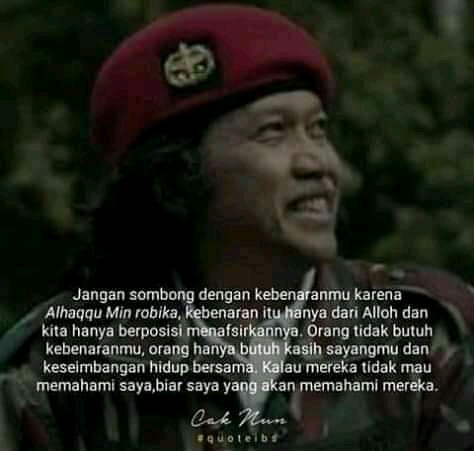 Jangan sombong dengan kebenaranmu karena
Alhaqqu Min robika, kebenaran itu hanya dari Alloh dan
kita hanya berposisi menafsirkannya. Orang tidak butuh
kebenaranmu, orang hanya butuh kasih sayangmu dan
keseimbangan hidup bersama. Kalau mereka tidak mau
memahami saya,biar saya yang akan memahami mereka.
Cak Nun
#quoteibs